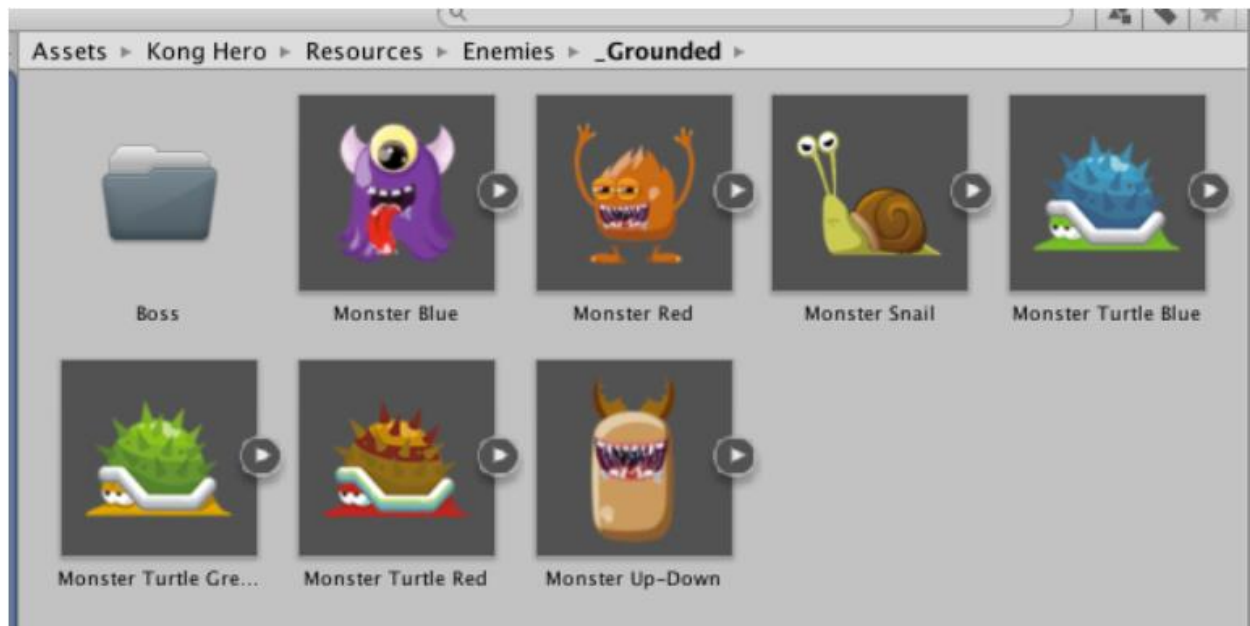 Assets ▸ Kong Hero ▸ Resources ▸ Enemies ▸ _Grounded ▸
Boss
Monster Blue
Monster Red
Monster Snail
Monster Turtle Blue
Monster Turtle Gre...
Monster Turtle Red
Monster Up-Down